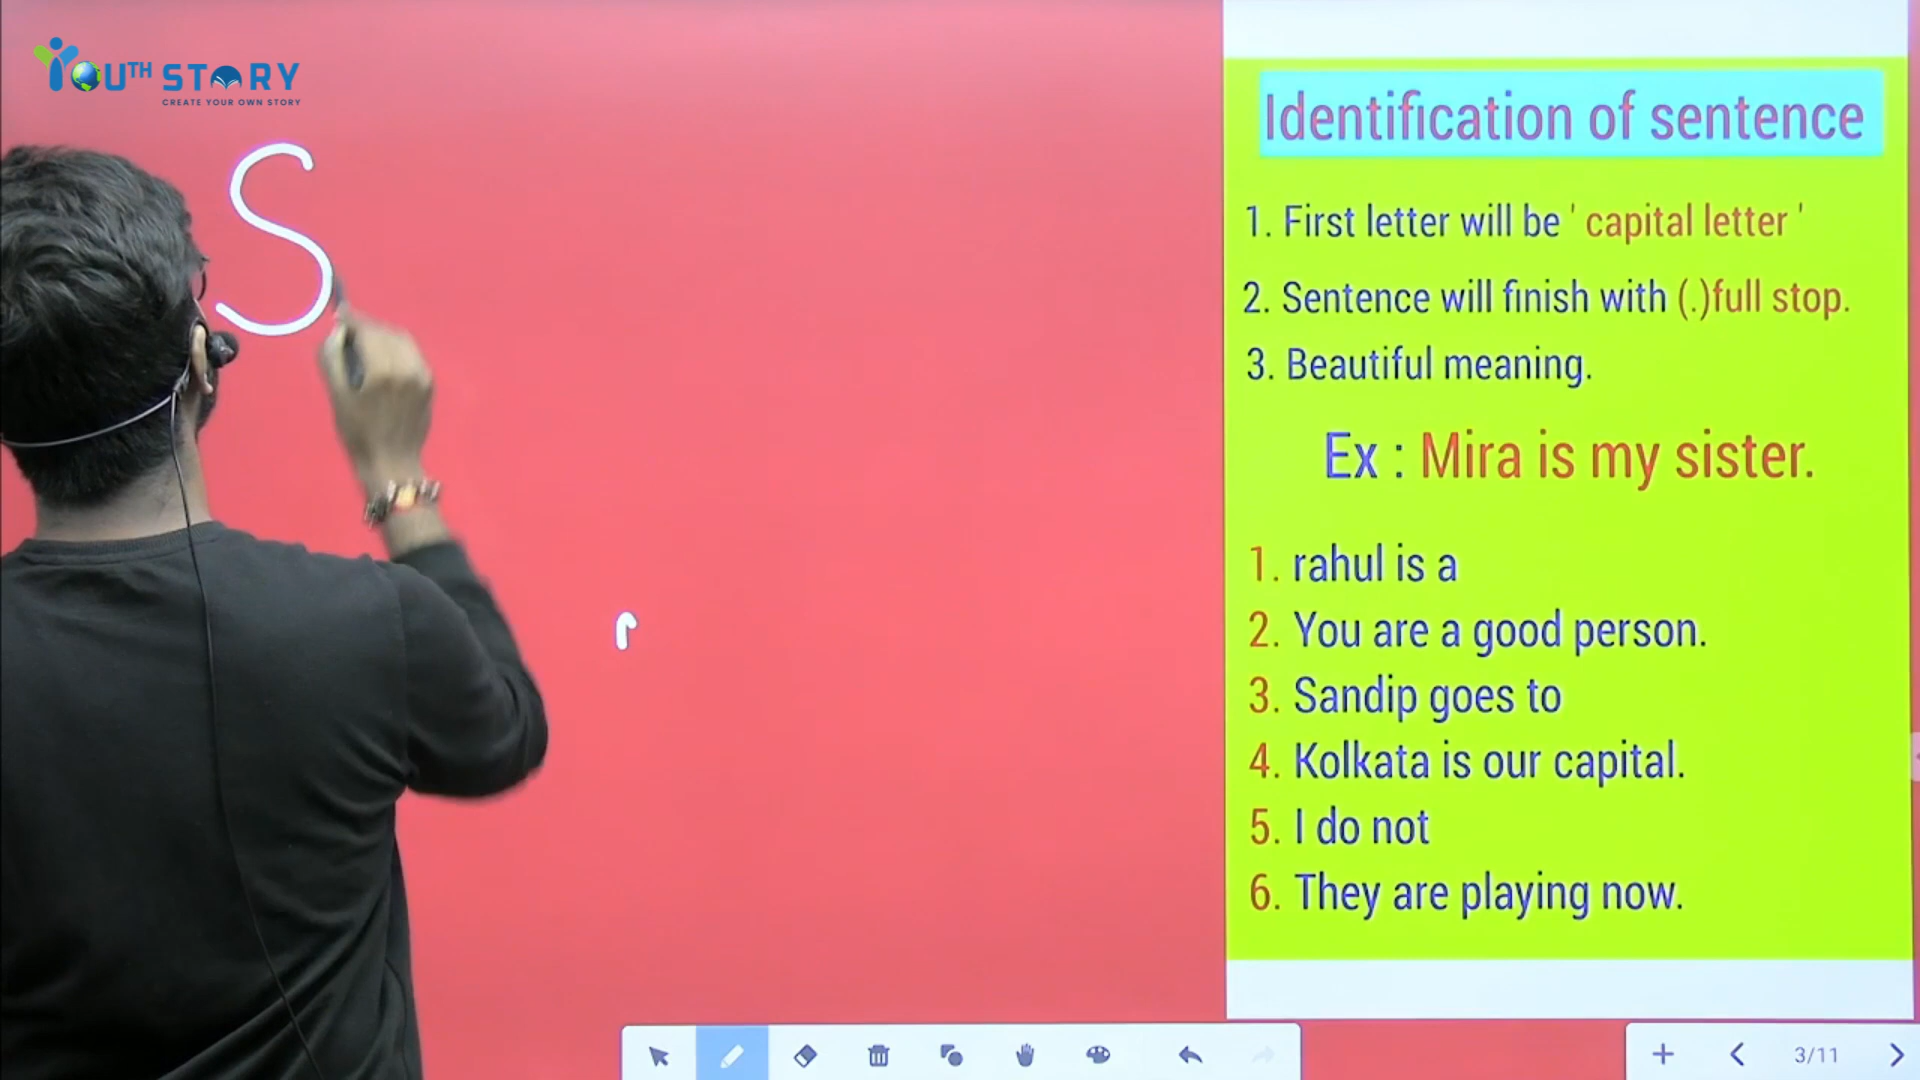 YOUTH STORY
CREATE YOUR OWN STORY
S
r
Identification of sentence
1. First letter will be ' capital letter '
2. Sentence will finish with (.)full stop.
3. Beautiful meaning.
Ex : Mira is my sister.
1. rahul is a
2. You are a good person.
3. Sandip goes to
4. Kolkata is our capital.
5. I do not
6. They are playing now.
3/11